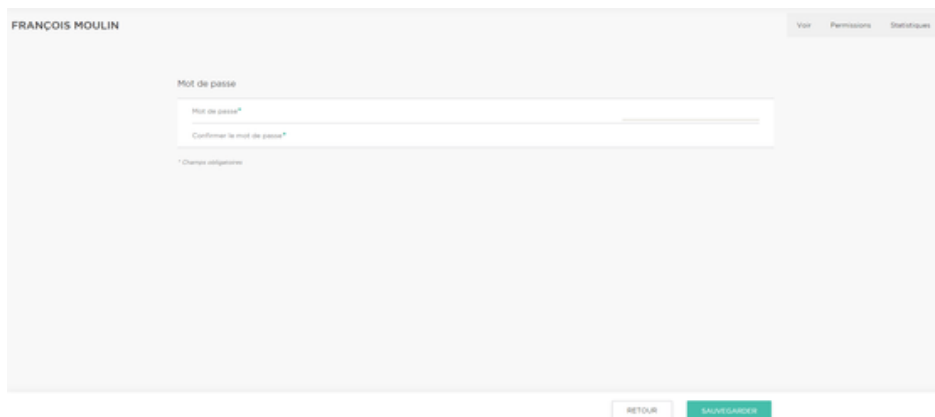 FRANÇOIS MOULIN
Voir Permissions Statistiques
Mot de passe
Mot de passe*
Confirmer le mot de passe*
* Champs obligatoires
RETOUR SAUVEGARDER